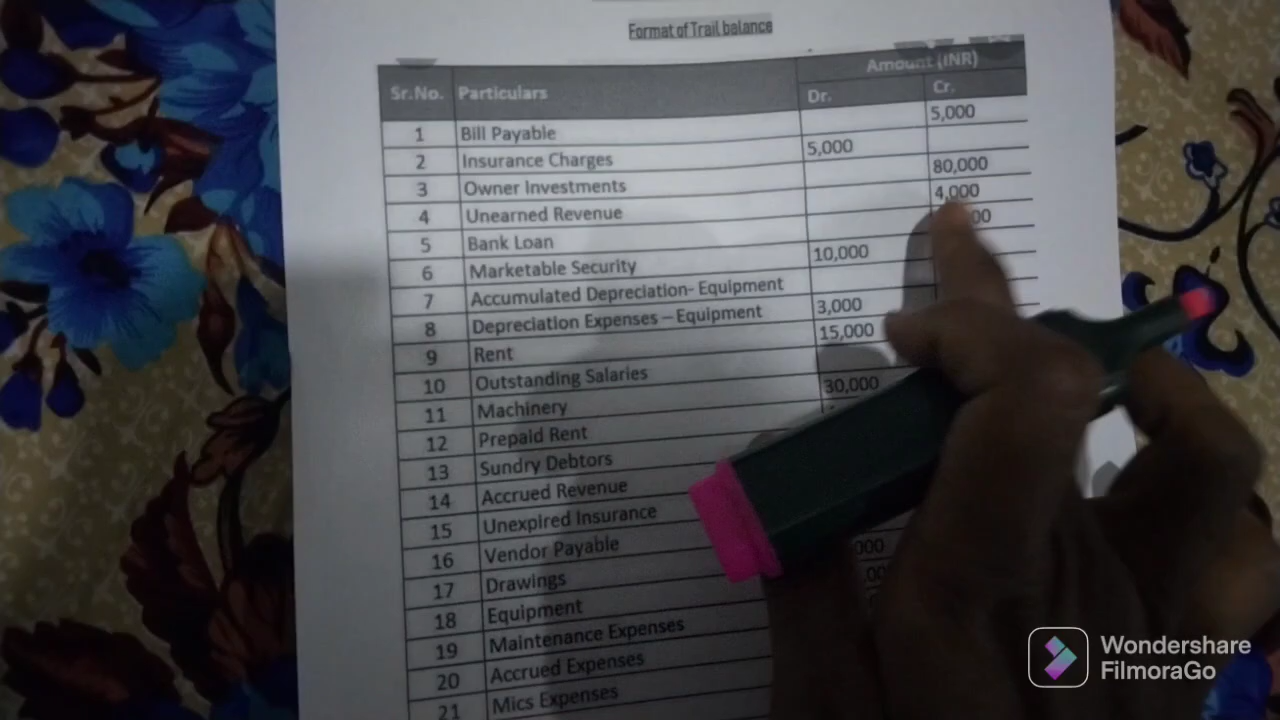 Format of Trail balance
Sr.No. Particulars Amount (INR)
Dr. Cr.
1 Bill Payable 5,000
2 Insurance Charges 5,000
3 Owner Investments 80,000
4 Unearned Revenue 4,000
5 Bank Loan
6 Marketable Security 10,000
7 Accumulated Depreciation- Equipment
8 Depreciation Expenses – Equipment 3,000
9 Rent 15,000
10 Outstanding Salaries
11 Machinery 30,000
12 Prepaid Rent
13 Sundry Debtors
14 Accrued Revenue
15 Unexpired Insurance
16 Vendor Payable
17 Drawings
18 Equipment
19 Maintenance Expenses
20 Accrued Expenses
21 Mics Expenses
Wondershare
FilmoraGo